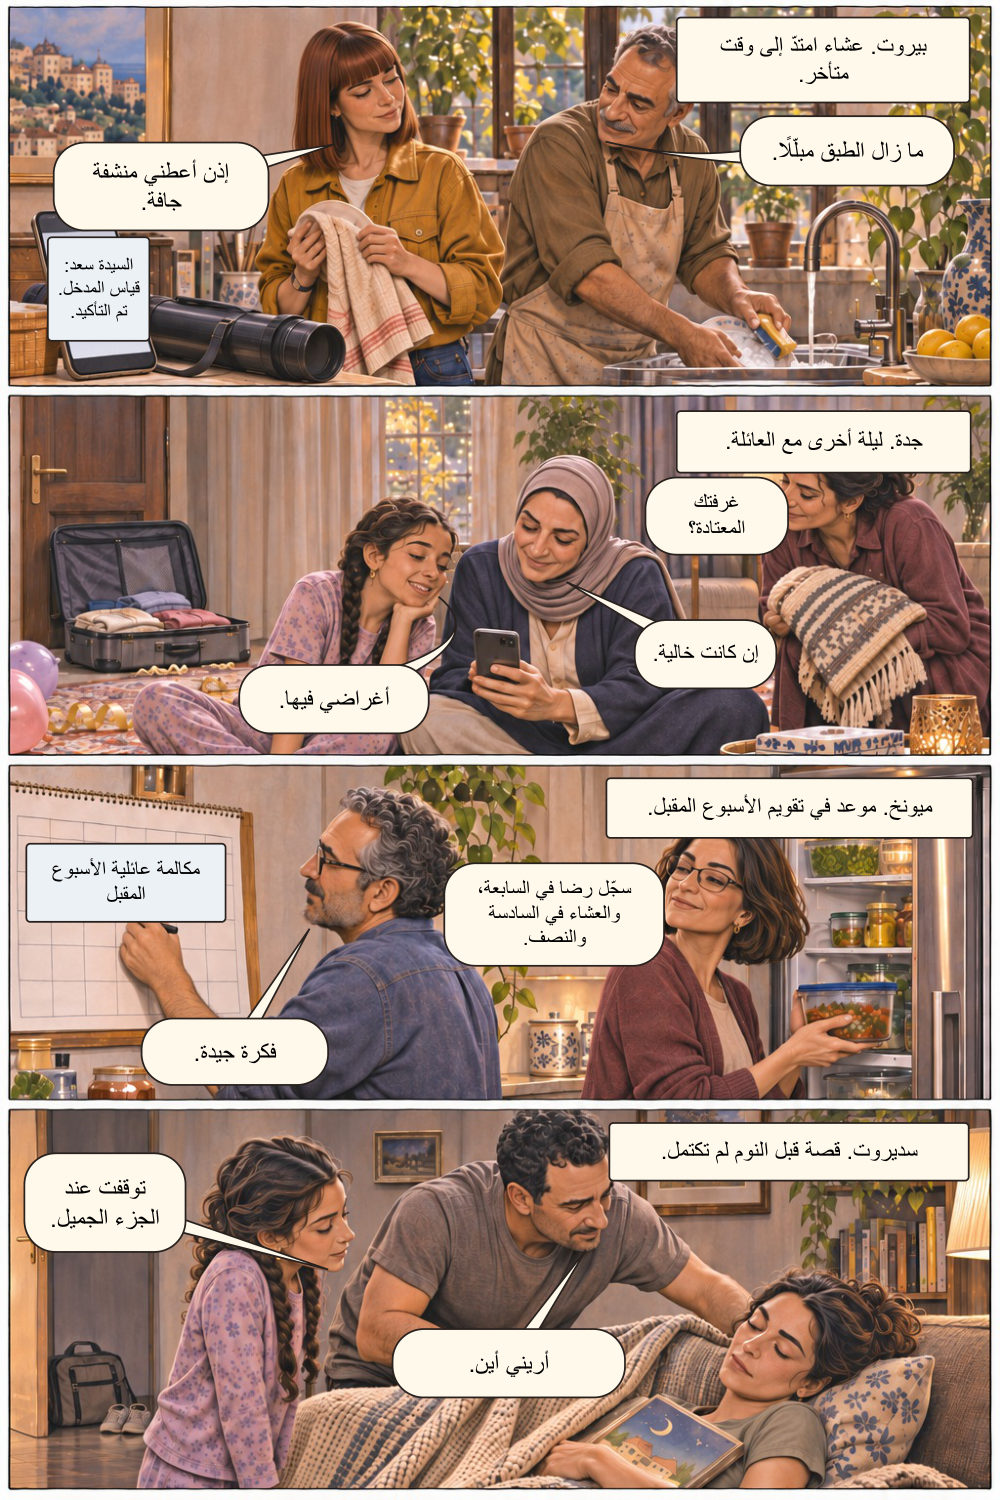 بيروت. عشاء امتدّ إلى وقت
متأخر.
ما زال الطبق مبلّلًا.
إذن أعطني منشفة
جافة.
السيدة سعد:
قياس المدخل.
تم التأكيد.
جدة. ليلة أخرى مع العائلة.
غرفتك
المعتادة؟
إن كانت خالية.
أغراضي فيها.
ميونخ. موعد في تقويم الأسبوع المقبل.
مكالمة عائلية الأسبوع
المقبل
سجّل رضا في السابعة،
والعشاء في السادسة
والنصف.
فكرة جيدة.
سديروت. قصة قبل النوم لم تكتمل.
توقفت عند
الجزء الجميل.
أريني أين.